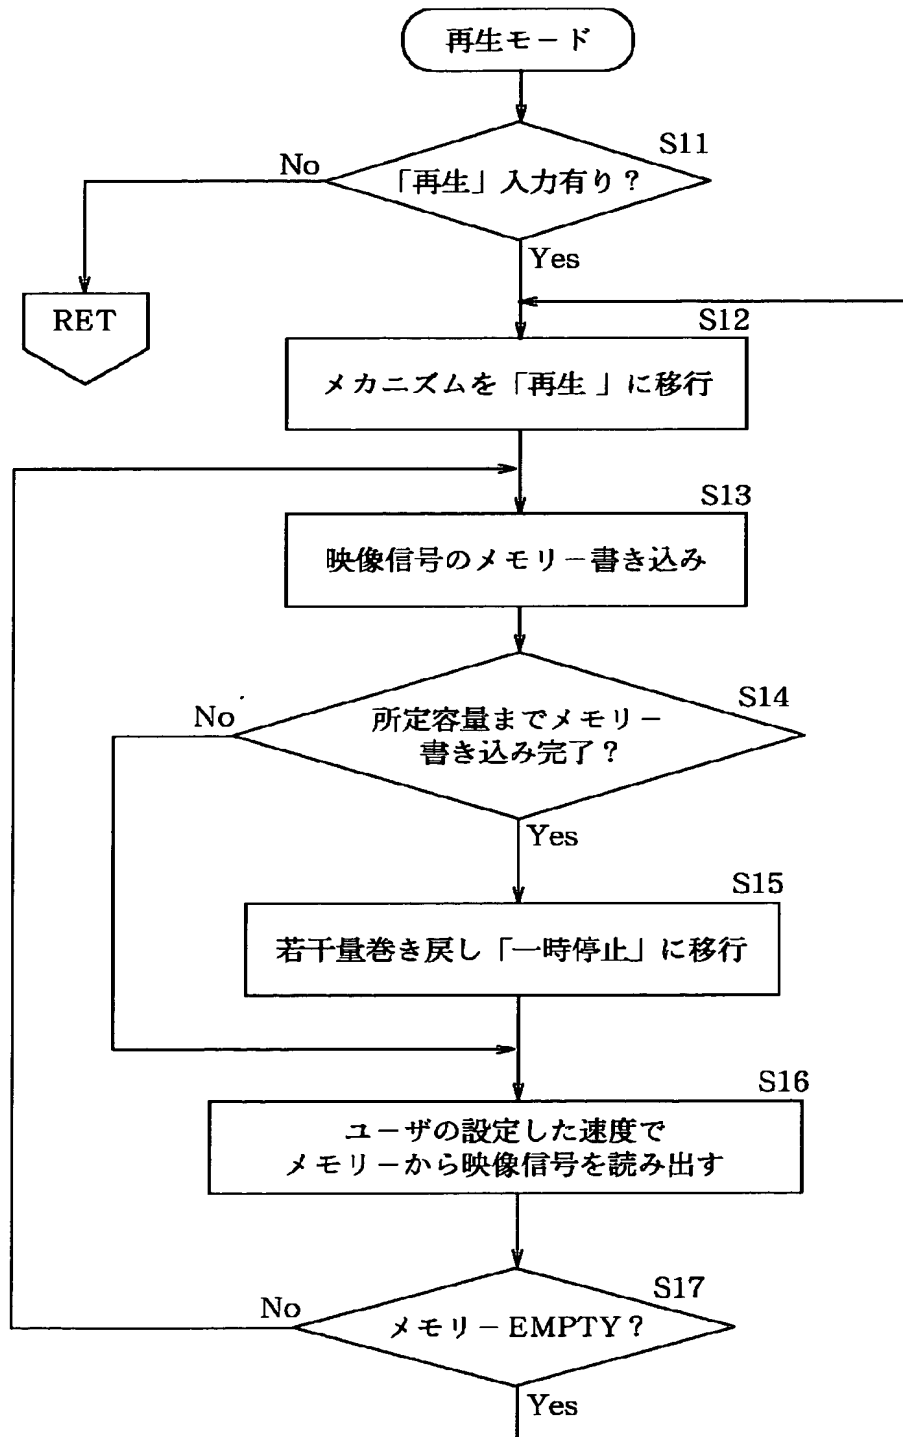 再生モード
S11
No
「再生」入力有り？
Yes
RET
S12
メカニズムを「再生 」に移行
S13
映像信号のメモリー書き込み
S14
No
所定容量までメモリー
書き込み完了？
Yes
S15
若干量巻き戻し「一時停止」に移行
S16
ユーザの設定した速度で
メモリーから映像信号を読み出す
S17
No
メモリーEMPTY？
Yes